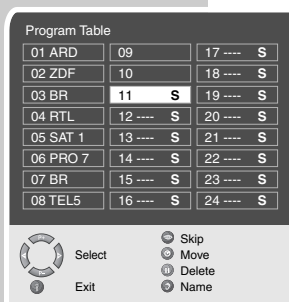 Program Table
01 ARD 09 17 ---- S
02 ZDF 10 18 ---- S
03 BR 11 S 19 ---- S
04 RTL 12 ---- S 20 ---- S
05 SAT 1 13 ---- S 21 ---- S
06 PRO 7 14 ---- S 22 ---- S
07 BR 15 ---- S 23 ---- S
08 TEL5 16 ---- S 24 ---- S
Skip
Select Move
Delete
Exit Name